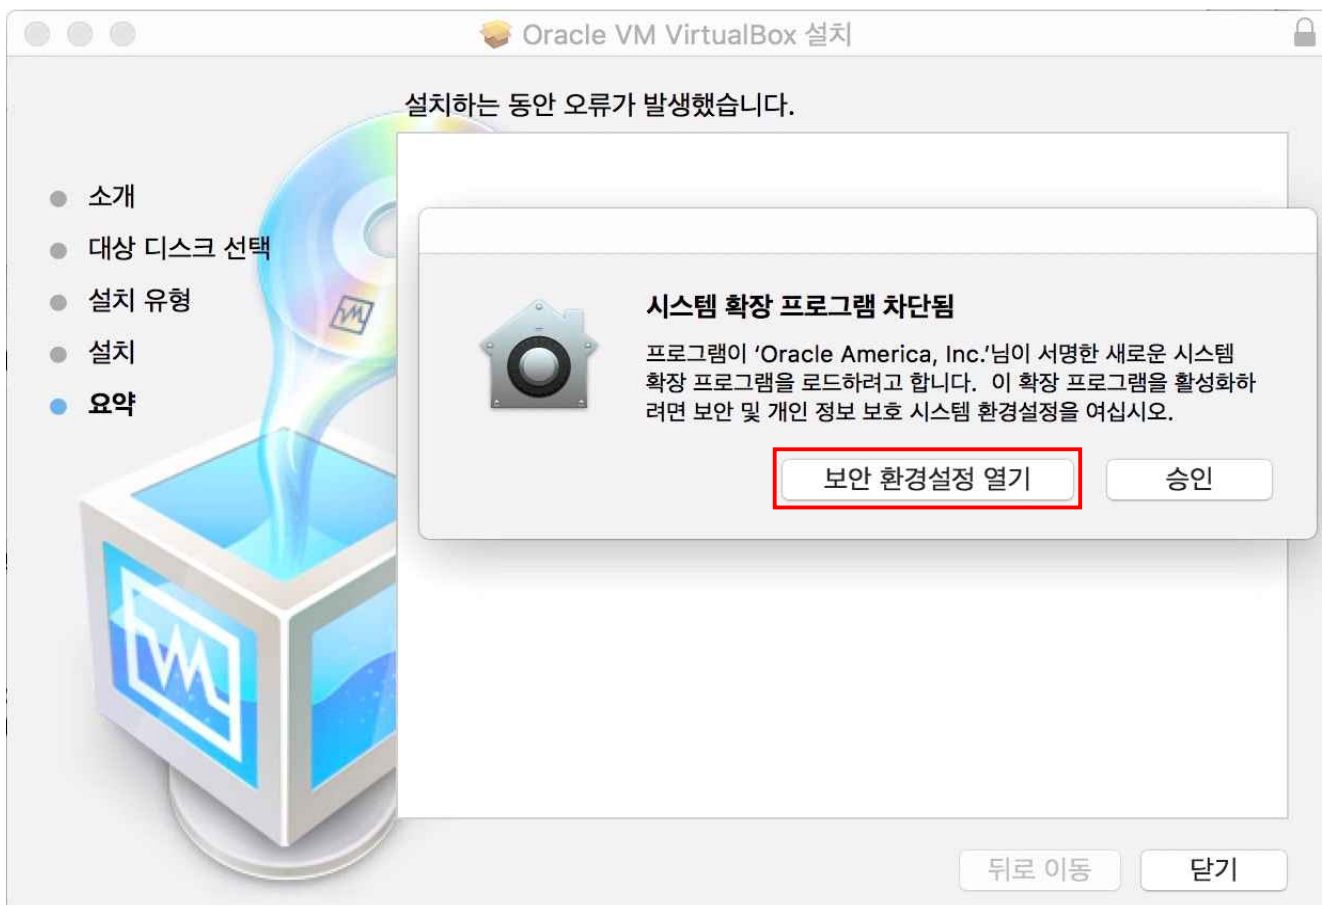 Oracle VM VirtualBox 설치
설치하는 동안 오류가 발생했습니다.
소개
대상 디스크 선택
설치 유형
설치
요약
시스템 확장 프로그램 차단됨
프로그램이 ‘Oracle America, Inc.’님이 서명한 새로운 시스템
확장 프로그램을 로드하려고 합니다. 이 확장 프로그램을 활성화하
려면 보안 및 개인 정보 보호 시스템 환경설정을 여십시오.
보안 환경설정 열기
승인
뒤로 이동
닫기